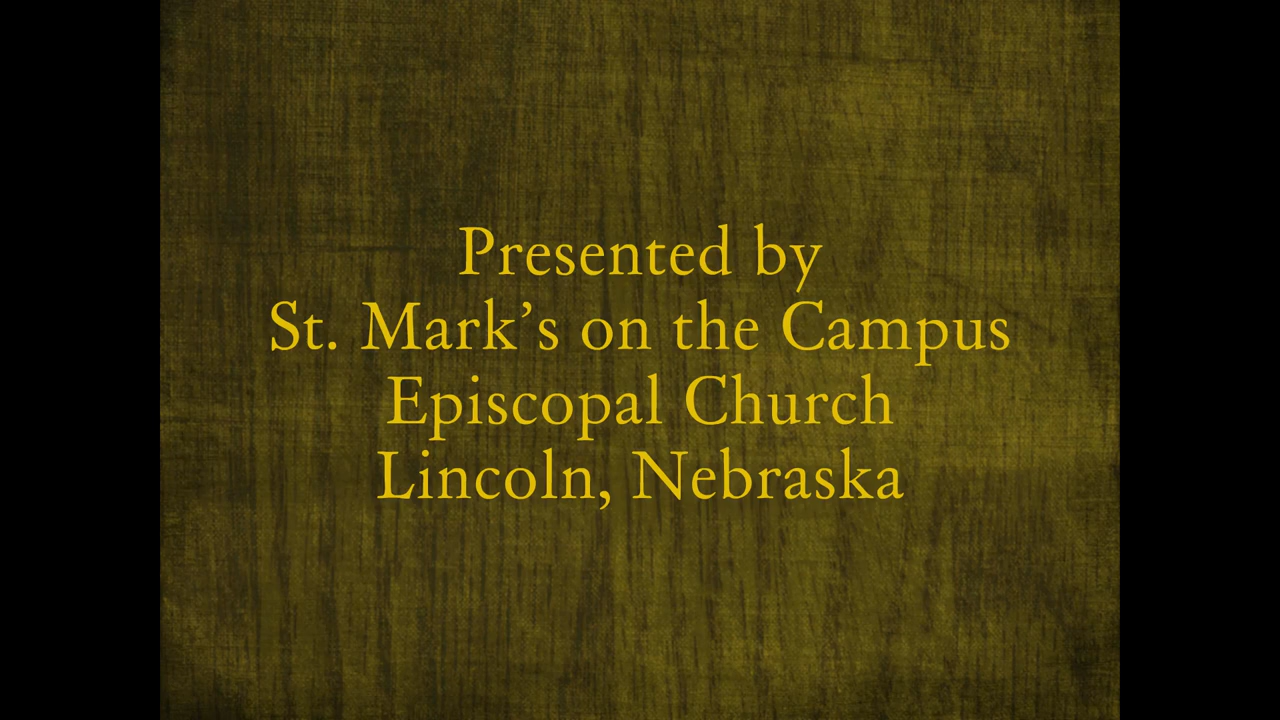 Presented by
St. Mark’s on the Campus
Episcopal Church
Lincoln, Nebraska